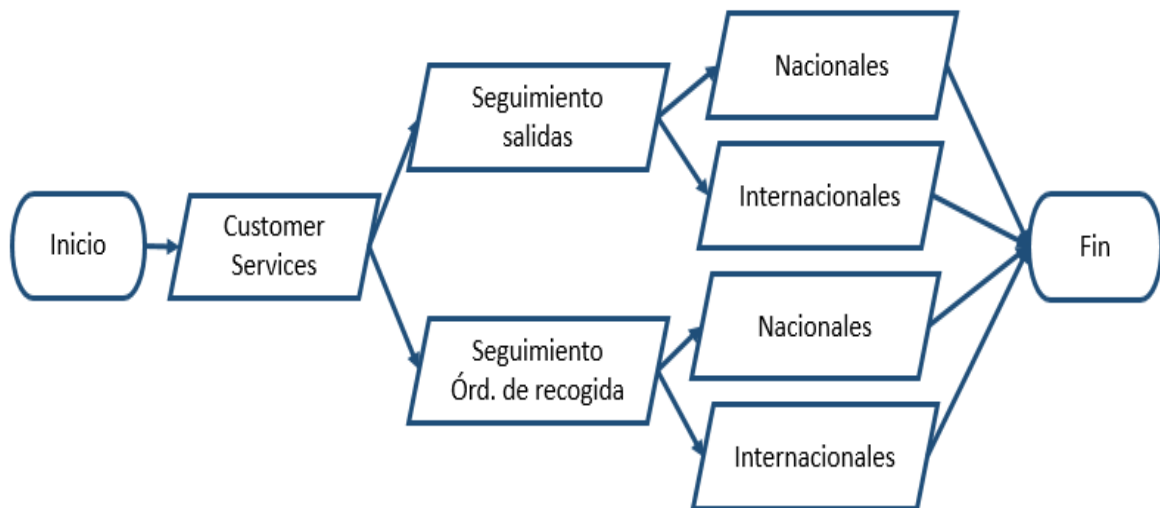 Inicio
Customer
Services
Seguimiento
salidas
Nacionales
Internacionales
Seguimiento
Órd. de recogida
Nacionales
Internacionales
Fin